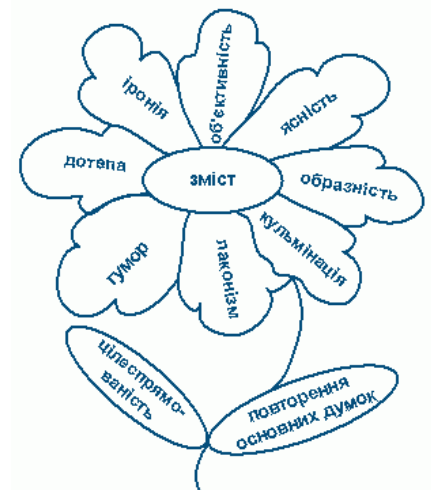 об'єктивність
ясність
образність
кульмінація
лаконізм
гумор
дотепа
іронія
зміст
цілеспрямо-
ваність
повторення
основних думок